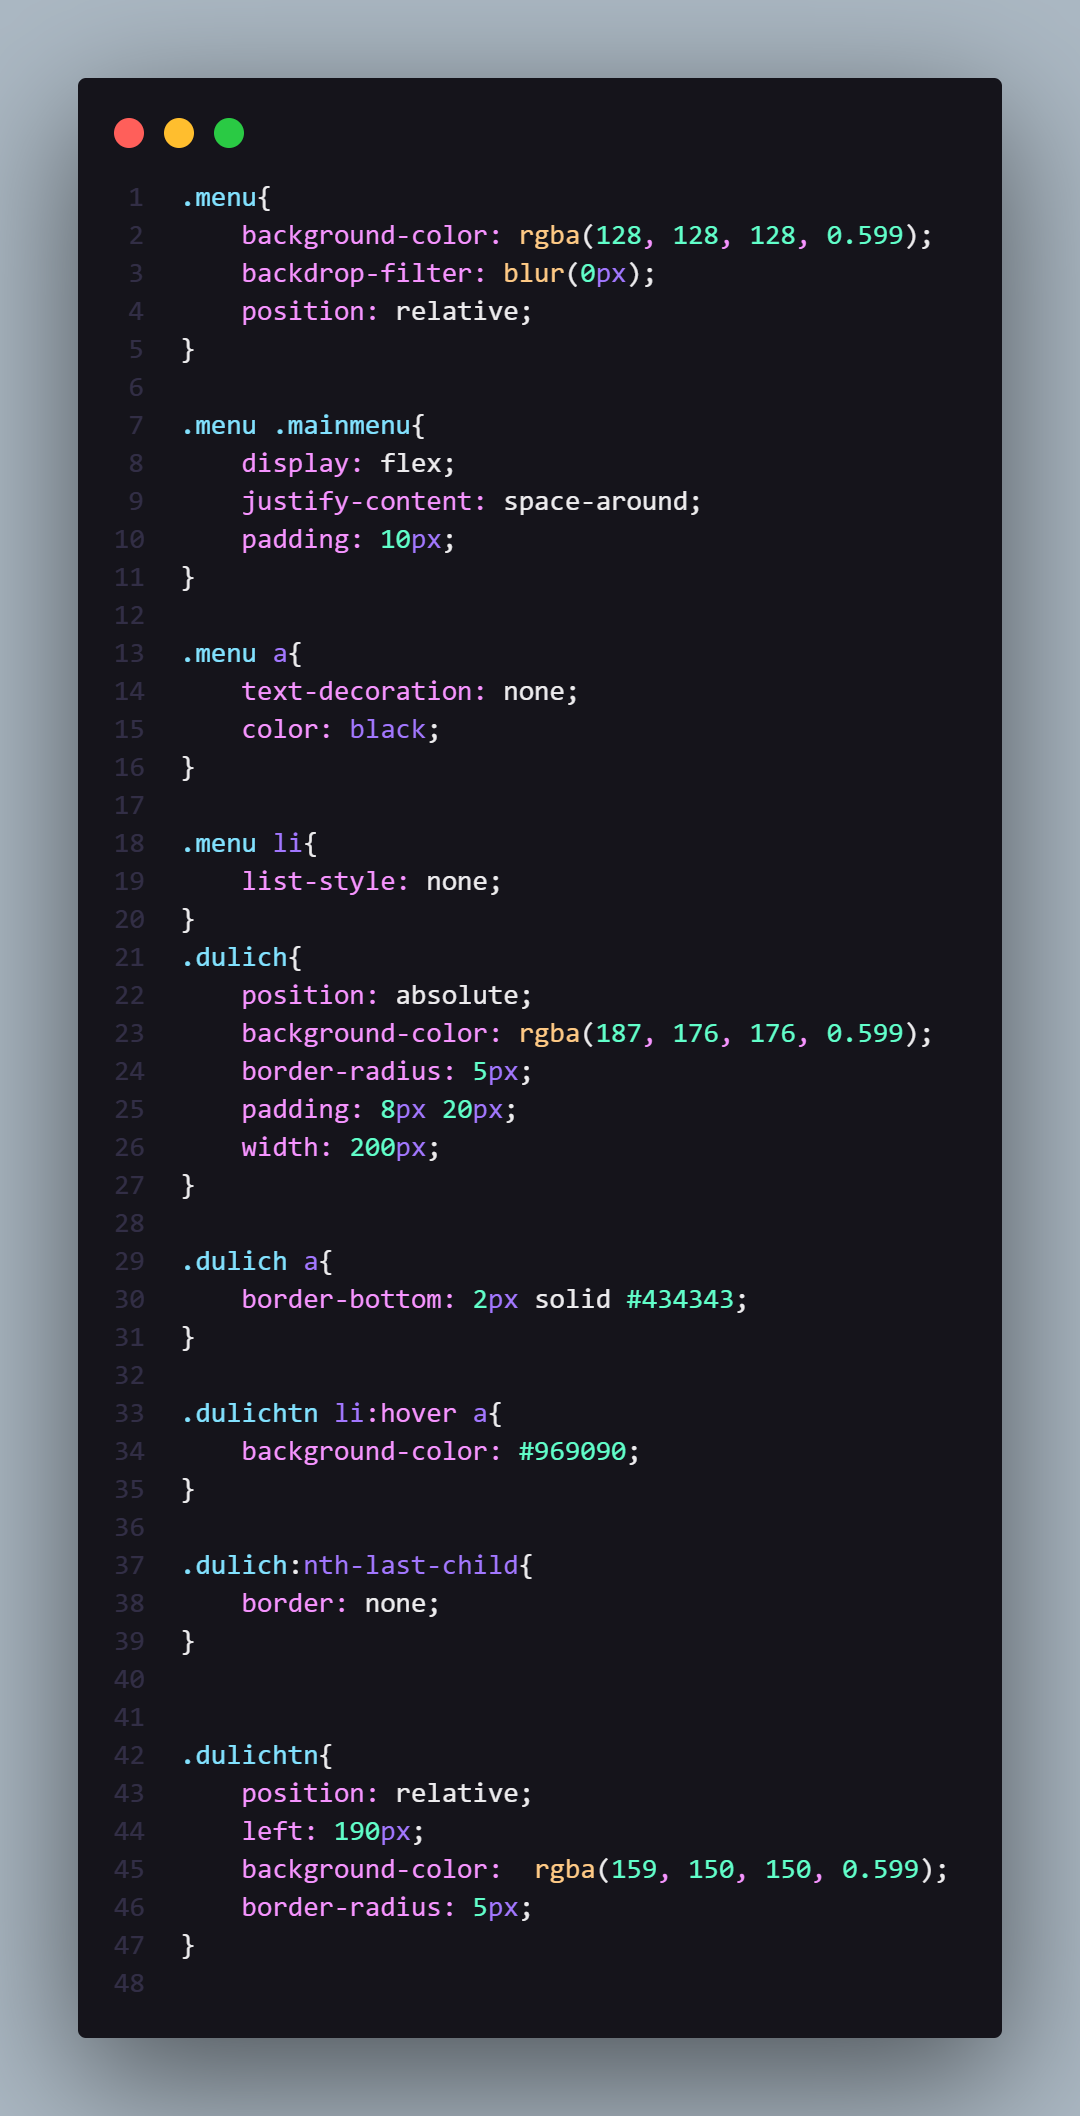 1 .menu{
2     background-color: rgba(128, 128, 128, 0.599);
3     backdrop-filter: blur(0px);
4     position: relative;
5 }
6
7 .menu .mainmenu{
8     display: flex;
9     justify-content: space-around;
10     padding: 10px;
11 }
12
13 .menu a{
14     text-decoration: none;
15     color: black;
16 }
17
18 .menu li{
19     list-style: none;
20 }
21 .dulich{
22     position: absolute;
23     background-color: rgba(187, 176, 176, 0.599);
24     border-radius: 5px;
25     padding: 8px 20px;
26     width: 200px;
27 }
28
29 .dulich a{
30     border-bottom: 2px solid #434343;
31 }
32
33 .dulichtn li:hover a{
34     background-color: #969090;
35 }
36
37 .dulich:nth-last-child{
38     border: none;
39 }
40
41
42 .dulichtn{
43     position: relative;
44     left: 190px;
45     background-color:  rgba(159, 150, 150, 0.599);
46     border-radius: 5px;
47 }
48